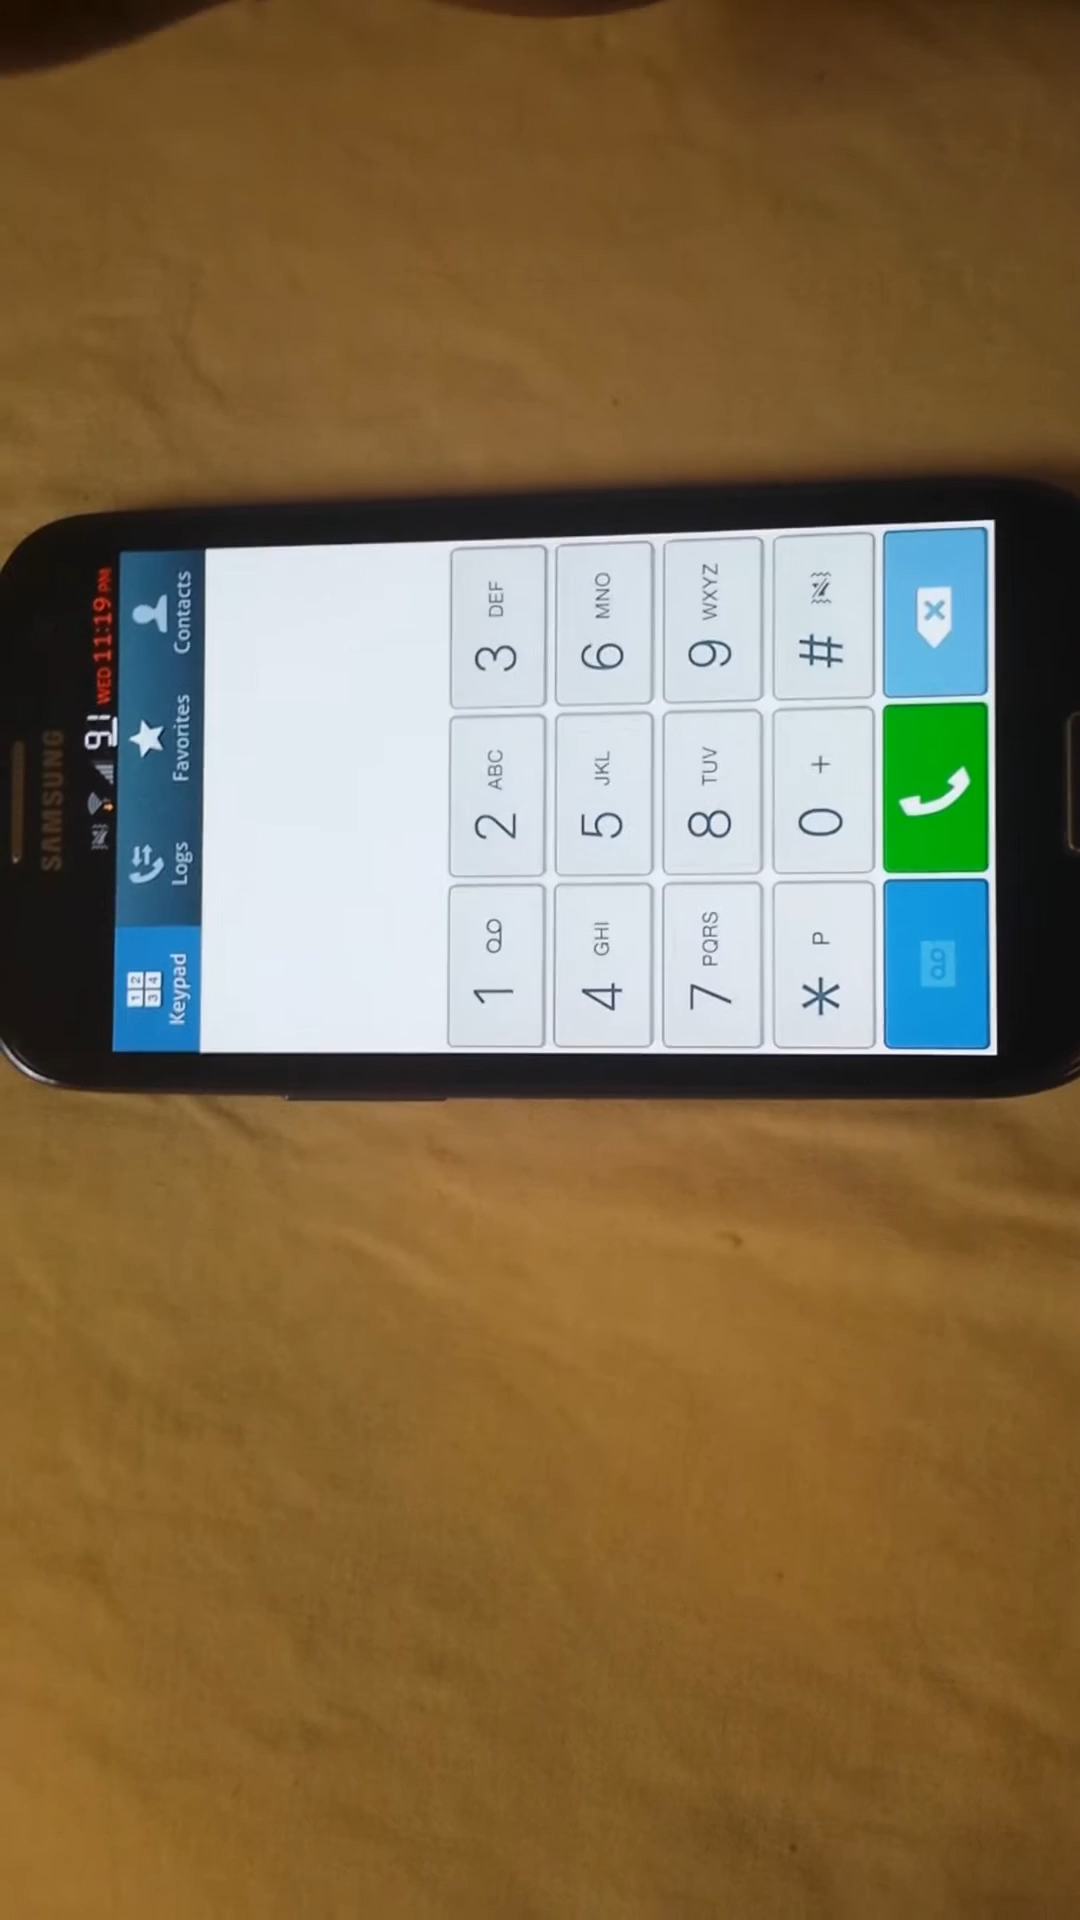 SAMSUNG
91 WED 11:19 PM
Keypad Logs Favorites Contacts
1 2 ABC 3 DEF
4 GHI 5 JKL 6 MNO
7 PQRS 8 TUV 9 WXYZ
* P 0 + #